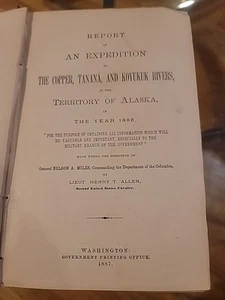 REPORT
OF
AN EXPEDITION
TO
THE COPPER, TANANÁ, AND KOYUKUK RIVERS,
IN THE
TERRITORY OF ALASKA,
IN
THE YEAR 1885,
"FOR THE PURPOSE OF OBTAINING ALL INFORMATION WHICH WILL
BE VALUABLE AND IMPORTANT, ESPECIALLY TO THE
MILITARY BRANCH OF THE GOVERNMENT."
MADE UNDER THE DIRECTION OF
General NELSON A. MILES, Commanding the Department of the Columbia,
BY
LIEUT. HENRY T. ALLEN,
Second United States Cavalry.
WASHINGTON:
GOVERNMENT PRINTING OFFICE.
1887.